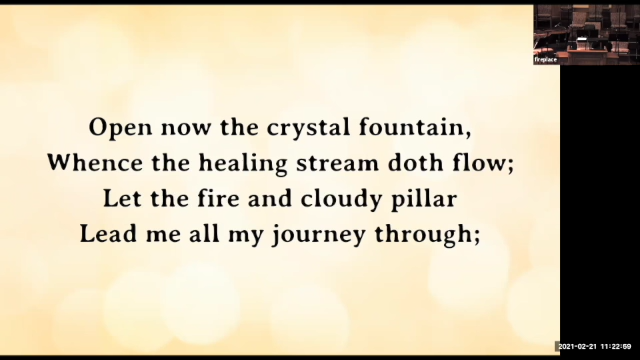 fireplace
Open now the crystal fountain,
Whence the healing stream doth flow;
Let the fire and cloudy pillar
Lead me all my journey through;
2021-02-21 11:22:59